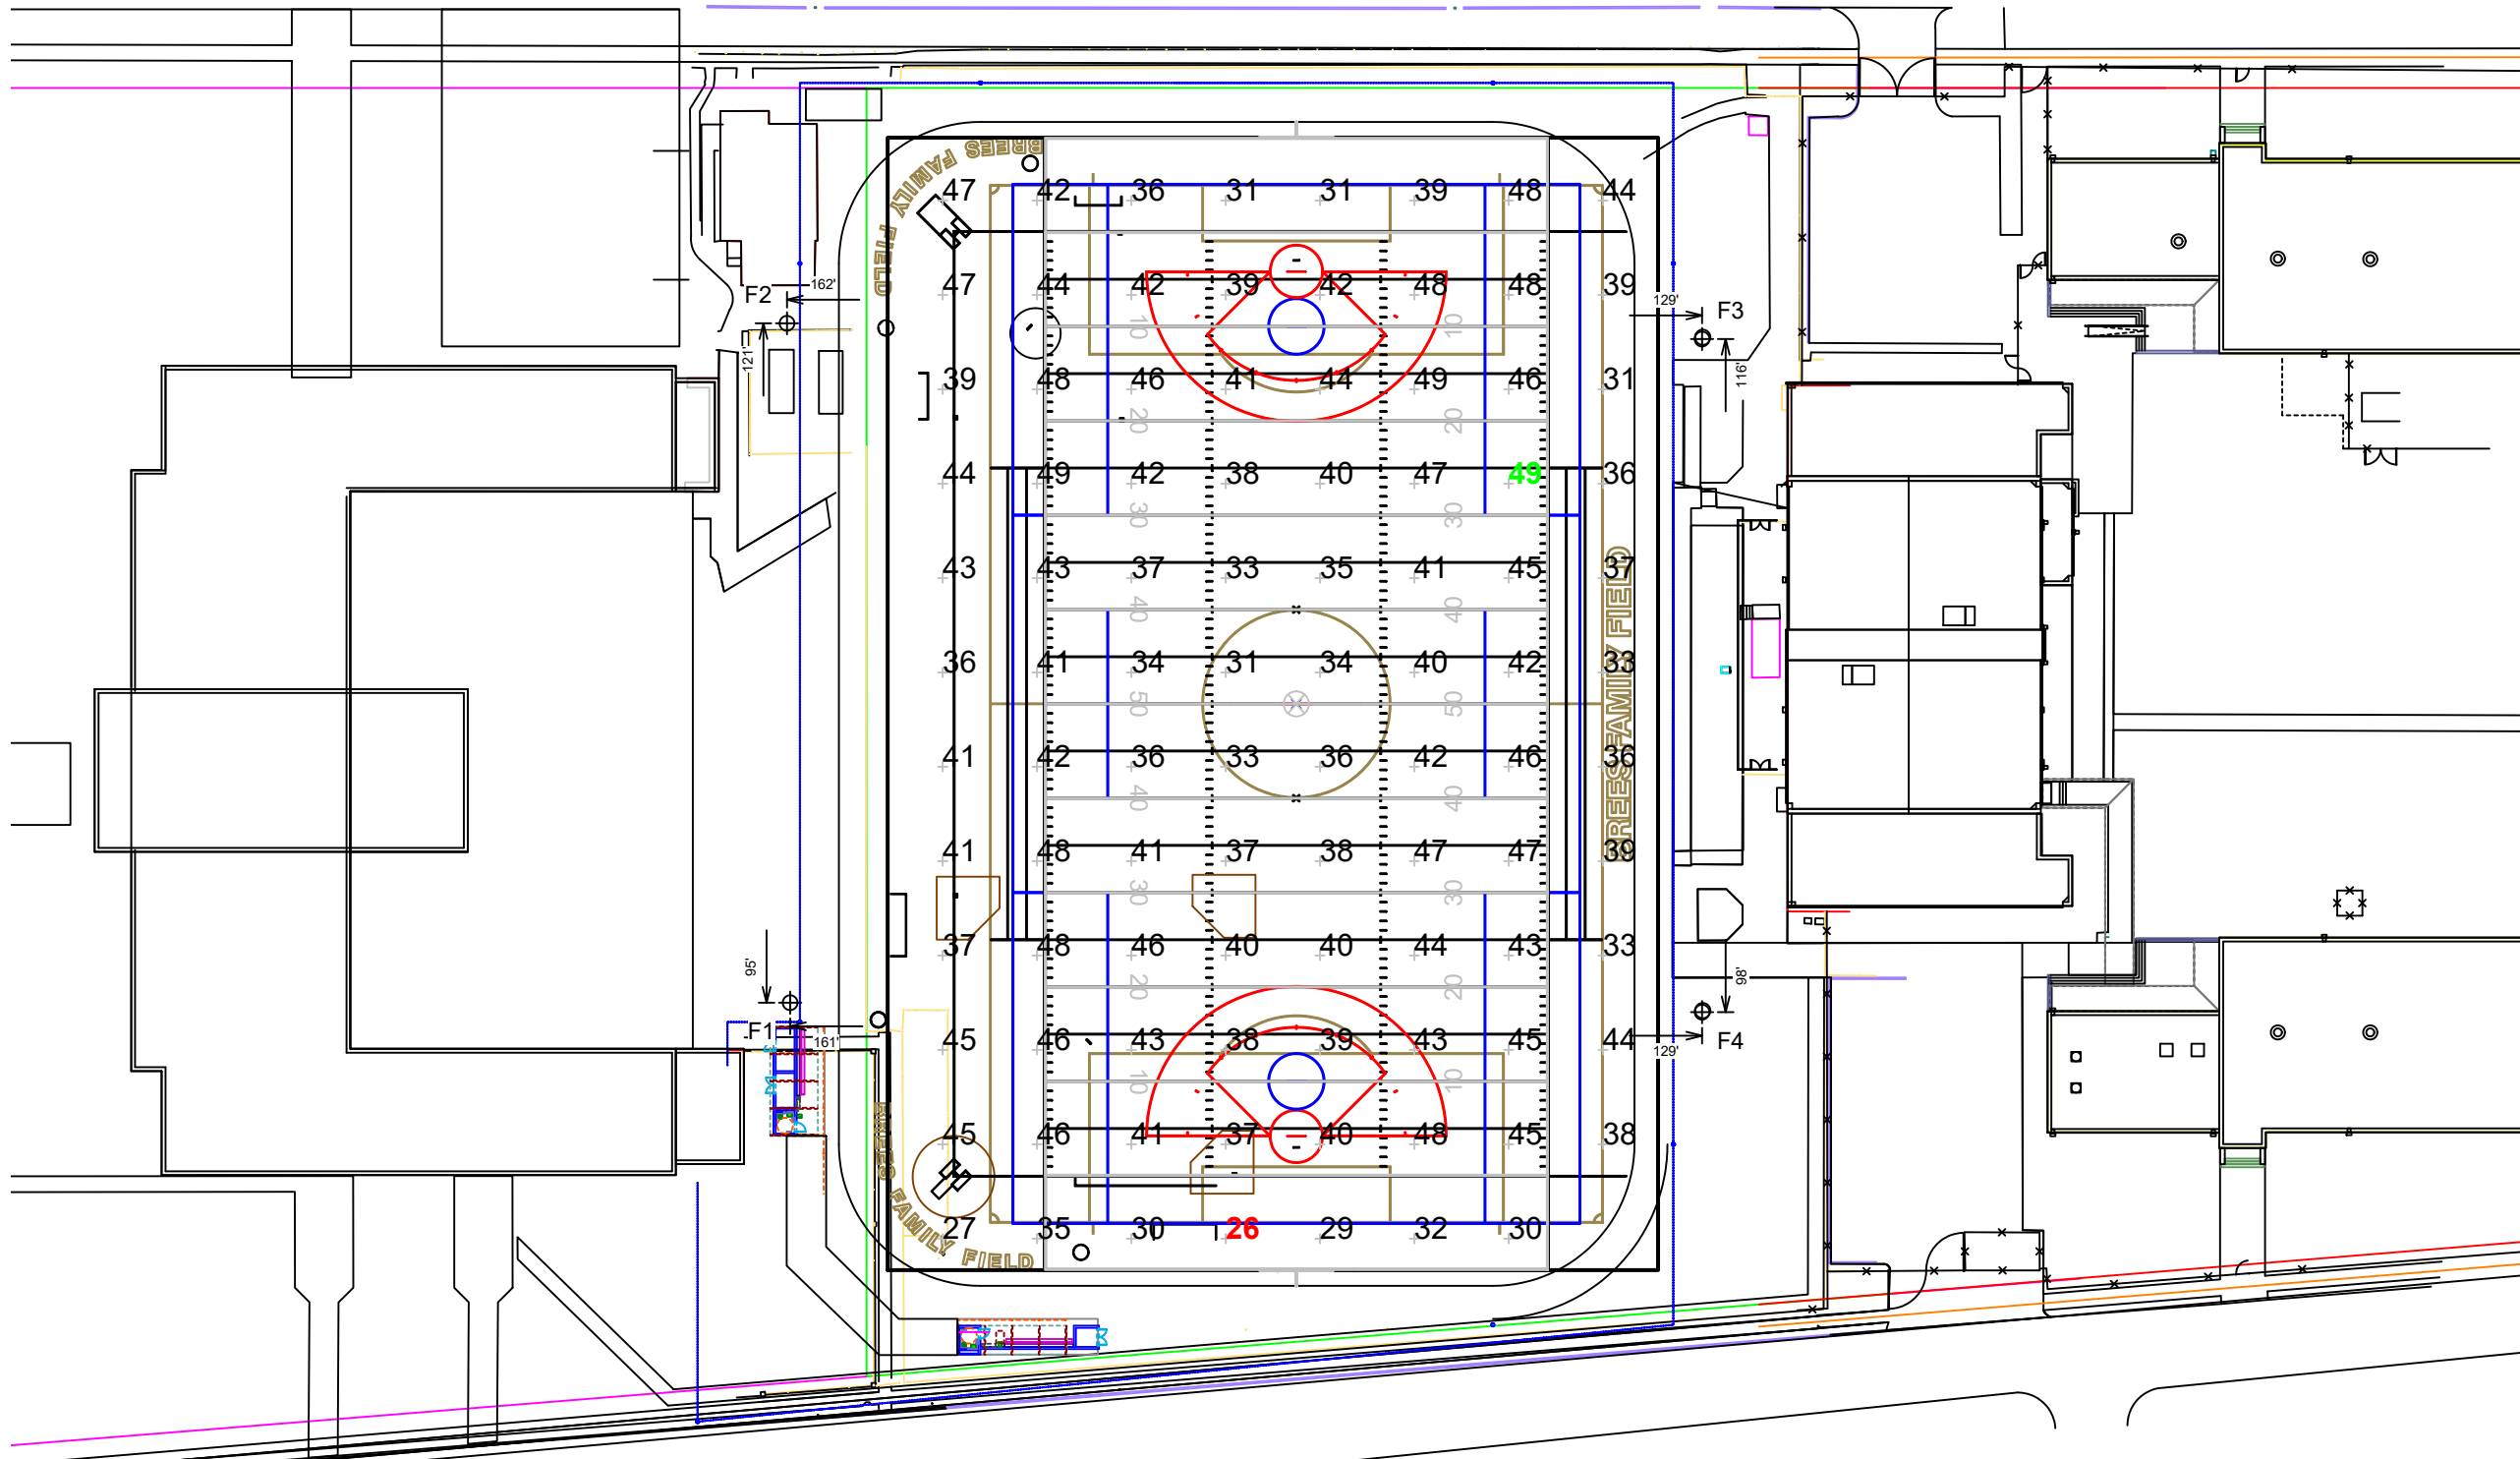 BREES FAMILY FIELD
47 42 36 31 31 39 48 44
F2 162' 47 44 42 39 42 48 48 39 129' F3
10 10
121' 39 48 46 41 44 49 46 31 116'
20 20
44 49 42 38 40 47 49 36
30 30
43 43 37 33 35 41 45 37
40 40
BREES FAMILY FIELD
36 41 34 31 34 40 42 33
50 50
41 42 36 33 36 42 46 36
40 40
41 48 41 37 38 47 47 39
30 30
37 48 46 40 40 44 43 33
95' 20 20 98'
F1 161' 45 46 43 38 39 43 45 44 129' F4
10 10
45 46 41 37 40 48 45 38
BREES FAMILY FIELD
27 35 30 26 29 32 30